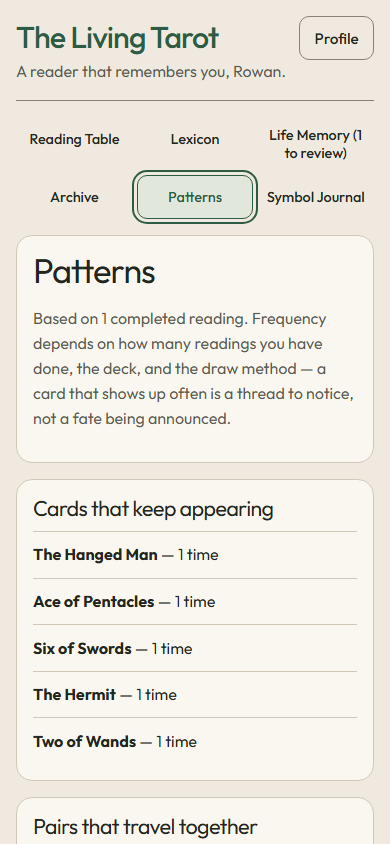 The Living Tarot
Profile
A reader that remembers you, Rowan.
Reading Table
Lexicon
Life Memory (1
to review)
Archive
Patterns
Symbol Journal
Patterns
Based on 1 completed reading. Frequency
depends on how many readings you have
done, the deck, and the draw method — a
card that shows up often is a thread to notice,
not a fate being announced.
Cards that keep appearing
The Hanged Man — 1 time
Ace of Pentacles — 1 time
Six of Swords — 1 time
The Hermit — 1 time
Two of Wands — 1 time
Pairs that travel together